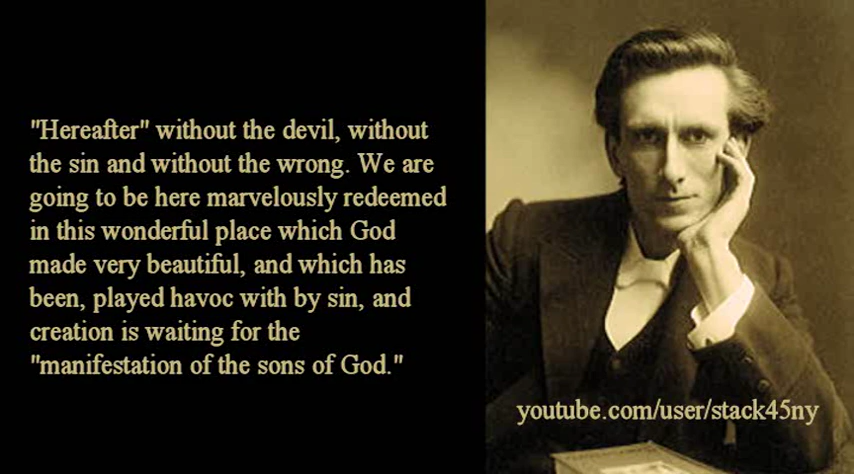 "Hereafter" without the devil, without
the sin and without the wrong. We are
going to be here marvelously redeemed
in this wonderful place which God
made very beautiful, and which has
been, played havoc with by sin, and
creation is waiting for the
"manifestation of the sons of God."
youtube.com/user/stack45ny